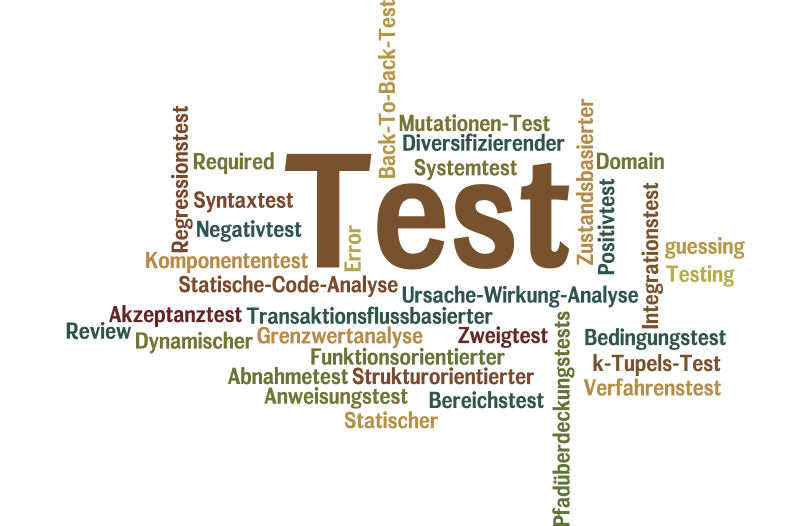 Back-To-Back-Test
Mutationen-Test
Diversifizierender
Systemtest
Zustandsbasierter
Domain
Regressionstest
Required
Test
Syntaxtest
Negativtest
Error
Positivtest
Integrationstest
guessing
Komponententest
Testing
Statische-Code-Analyse
Ursache-Wirkung-Analyse
Akzeptanztest
Transaktionsflussbasierter
Review
Dynamischer
Grenzwertanalyse
Zweigtest
Pfadüberdeckungstests
Bedingungstest
Funktionsorientierter
k-Tupels-Test
Abnahmetest
Strukturorientierter
Verfahrenstest
Anweisungstest
Bereichstest
Statischer